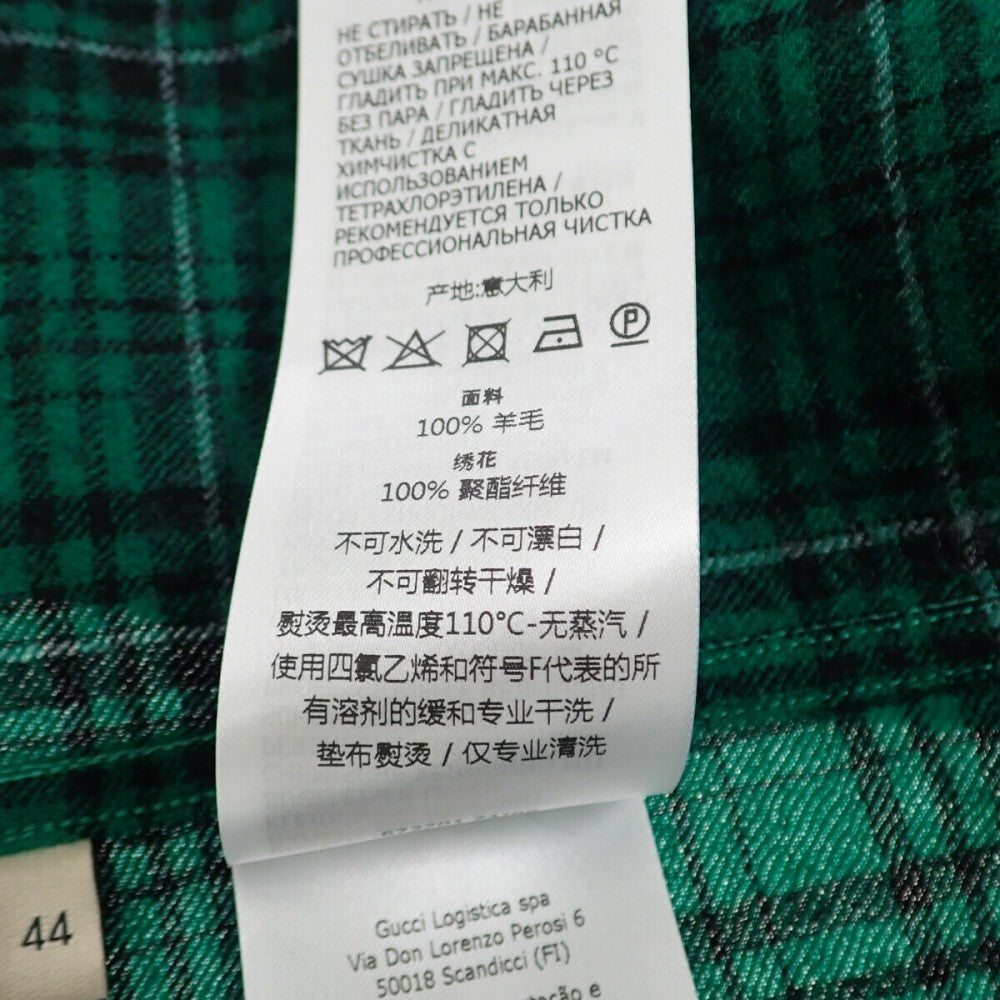 НЕ СТИРАТЬ / НЕ
ОТБЕЛИВАТЬ / БАРАБАННАЯ
СУШКА ЗАПРЕЩЕНА /
ГЛАДИТЬ ПРИ МАКС. 110 °C
БЕЗ ПАРА / ГЛАДИТЬ ЧЕРЕЗ
ТКАНЬ / ДЕЛИКАТНАЯ
ХИМЧИСТКА С
ИСПОЛЬЗОВАНИЕМ
ТЕТРАХЛОРЭТИЛЕНА /
РЕКОМЕНДУЕТСЯ ТОЛЬКО
ПРОФЕССИОНАЛЬНАЯ ЧИСТКА
产地:意大利
P
面料
100% 羊毛
绣花
100% 聚酯纤维
不可水洗 / 不可漂白 /
不可翻转干燥 /
熨烫最高温度110°C-无蒸汽 /
使用四氯乙烯和符号F代表的所
有溶剂的缓和专业干洗 /
垫布熨烫 / 仅专业清洗
Gucci Logistica spa
Via Don Lorenzo Perosi 6
50018 Scandicci (FI)
44